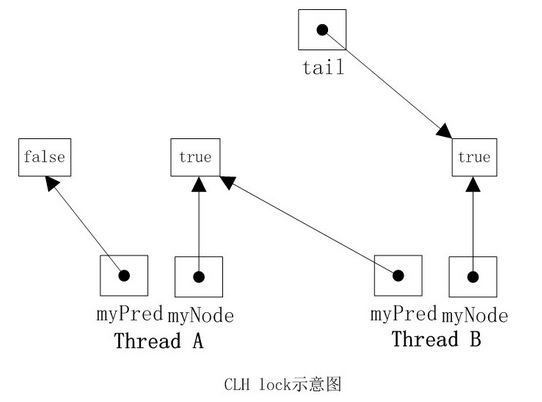 tail
false
true
true
myPred
myNode
myPred
myNode
Thread A
Thread B
CLH lock示意图